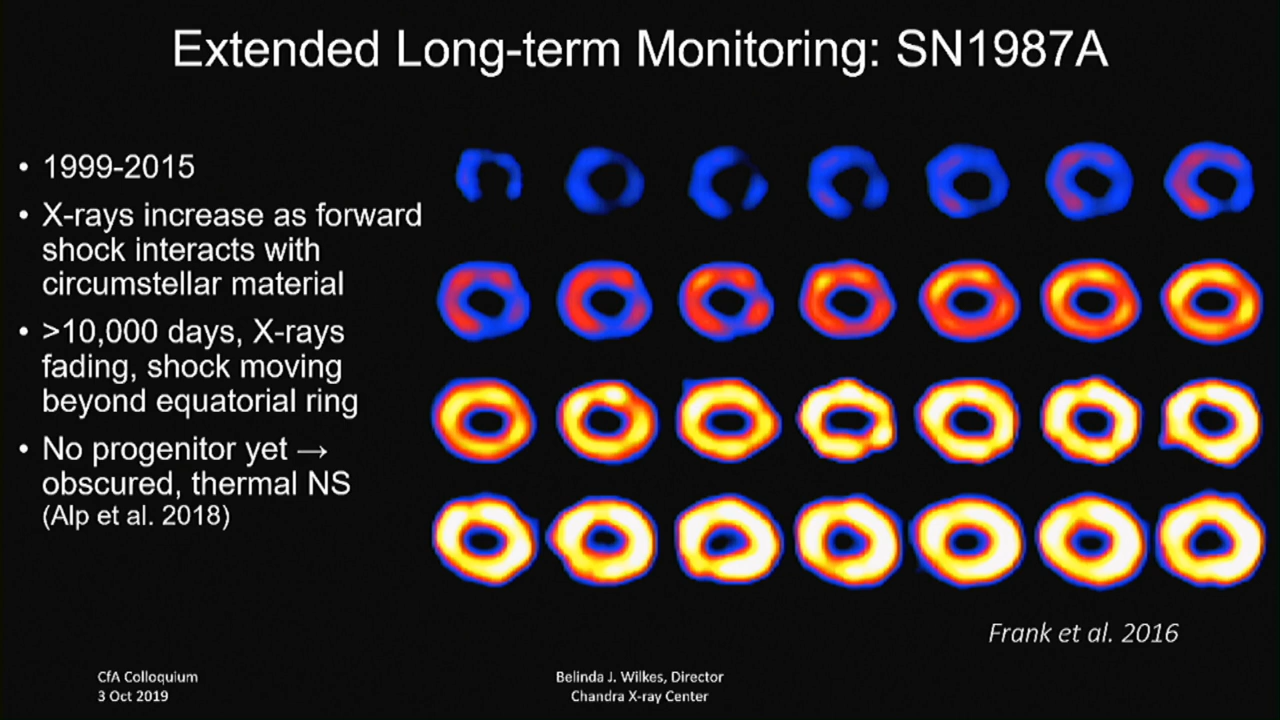 Extended Long-term Monitoring: SN1987A
• 1999-2015
• X-rays increase as forward
shock interacts with
circumstellar material
• >10,000 days, X-rays
fading, shock moving
beyond equatorial ring
• No progenitor yet →
obscured, thermal NS
(Alp et al. 2018)
Frank et al. 2016
CfA Colloquium
3 Oct 2019
Belinda J. Wilkes, Director
Chandra X-ray Center